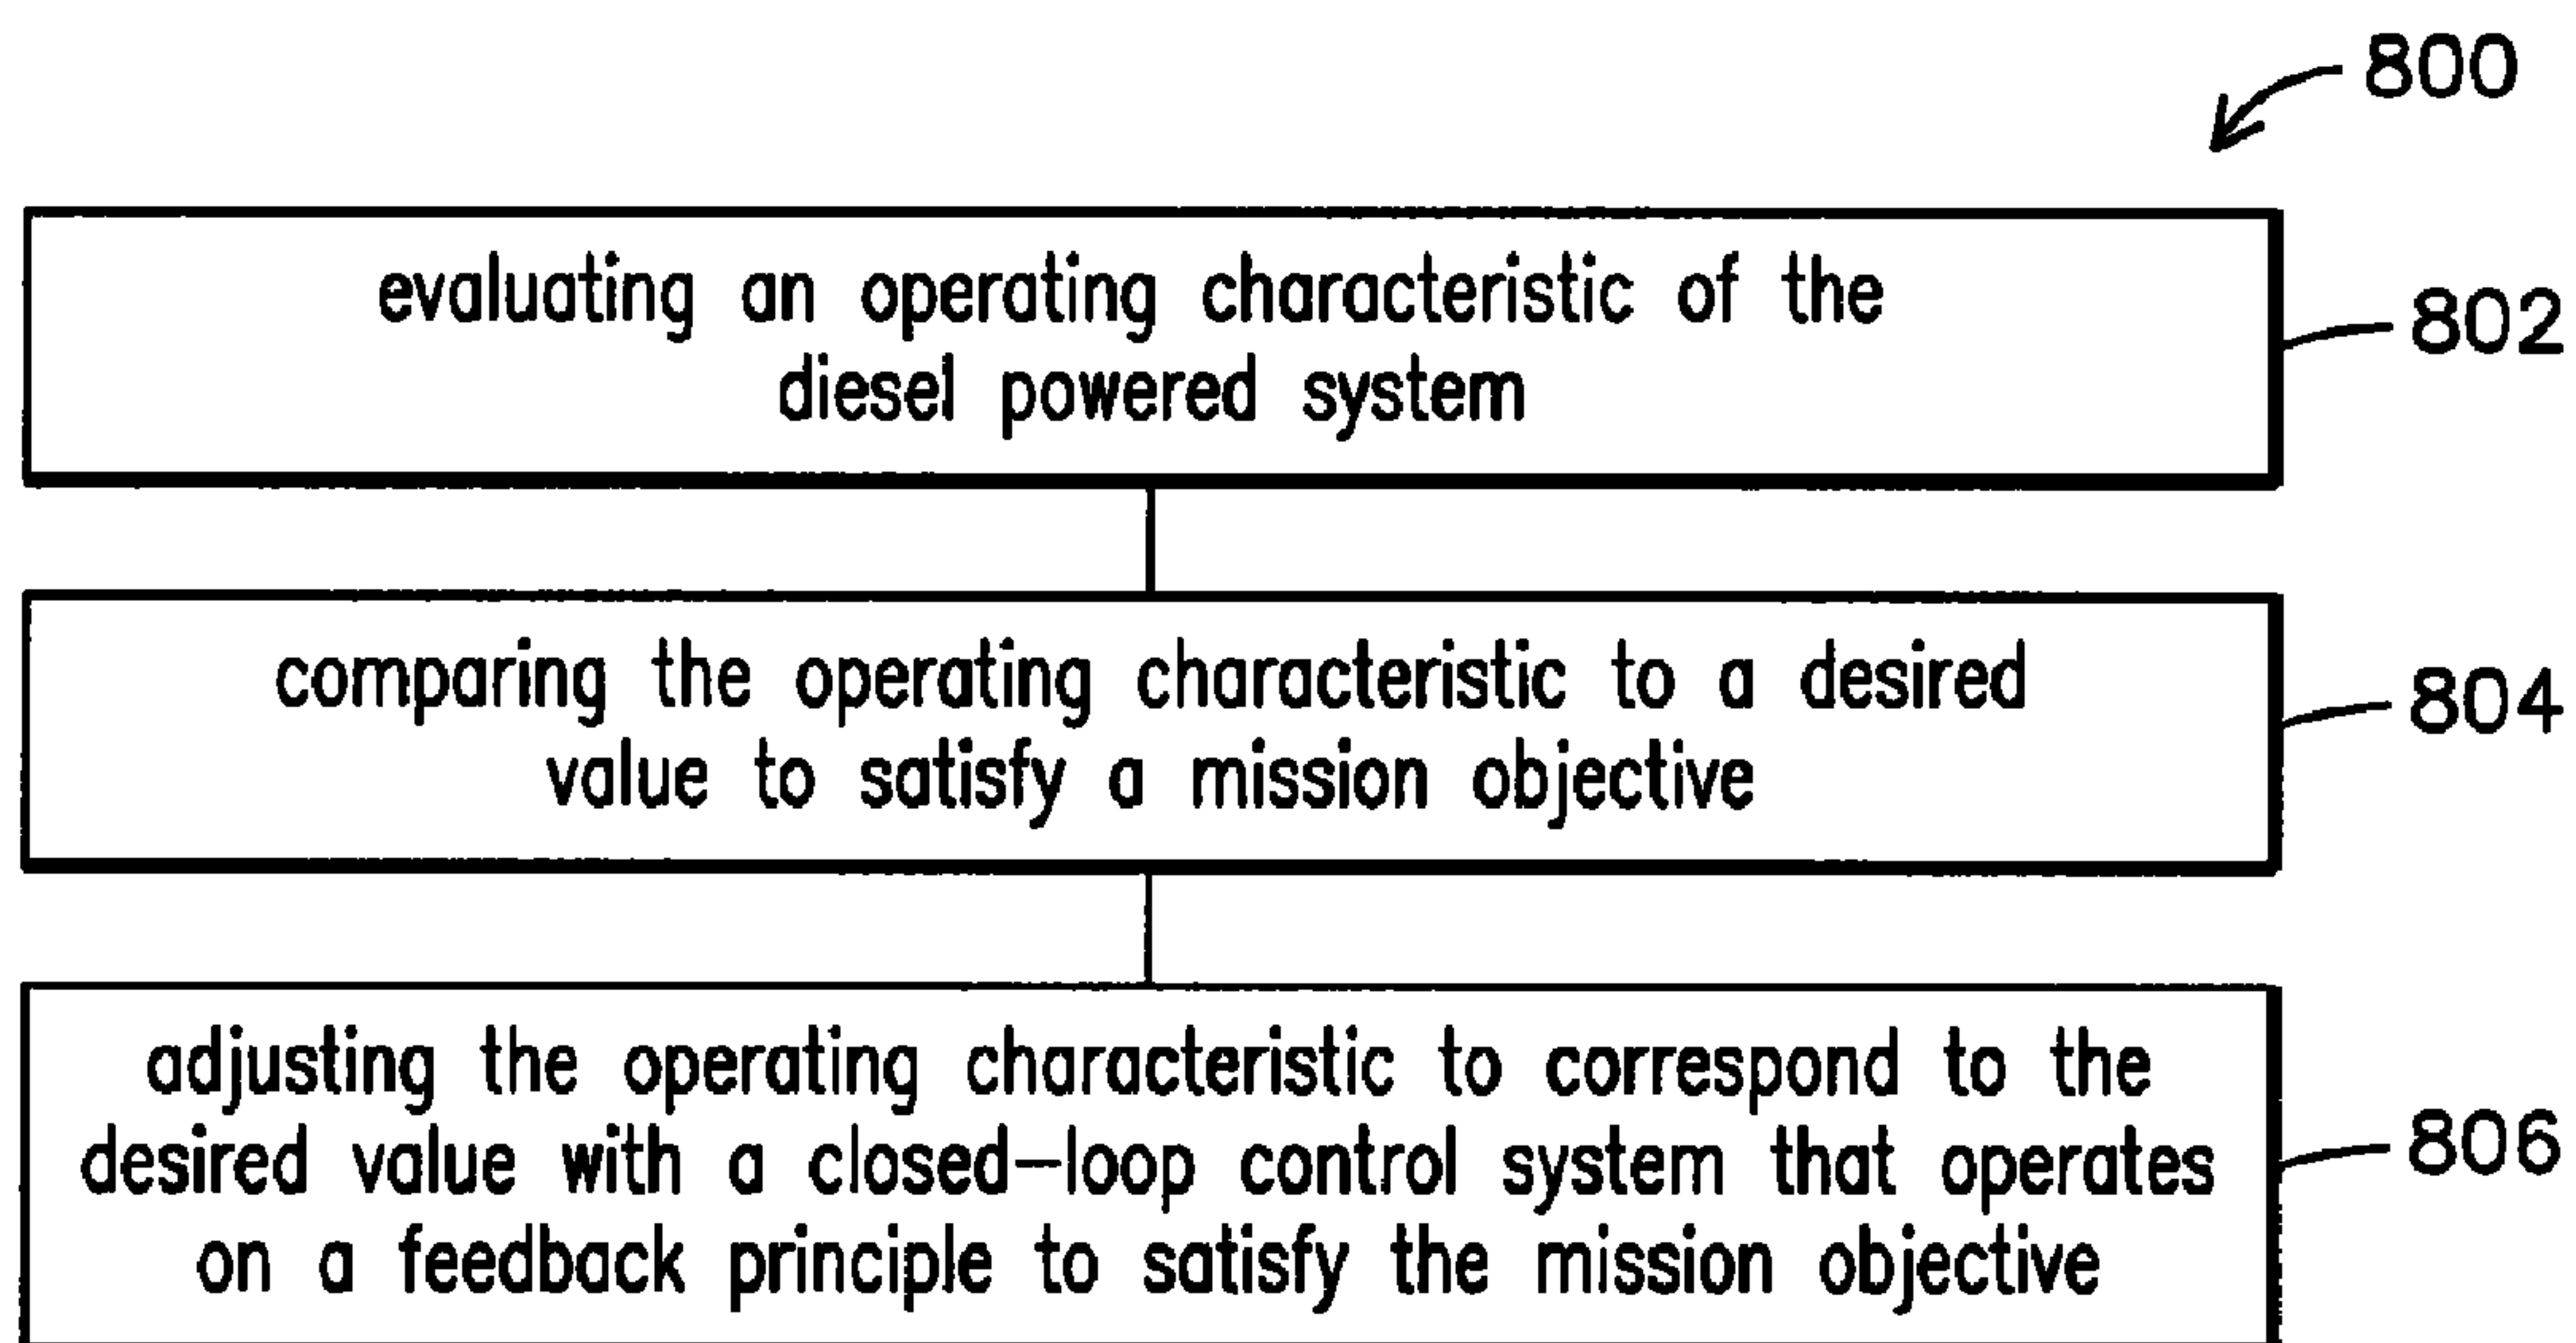 800
evaluating an operating characteristic of the
diesel powered system
802
comparing the operating characteristic to a desired
value to satisfy a mission objective
804
adjusting the operating characteristic to correspond to the
desired value with a closed-loop control system that operates
on a feedback principle to satisfy the mission objective
806